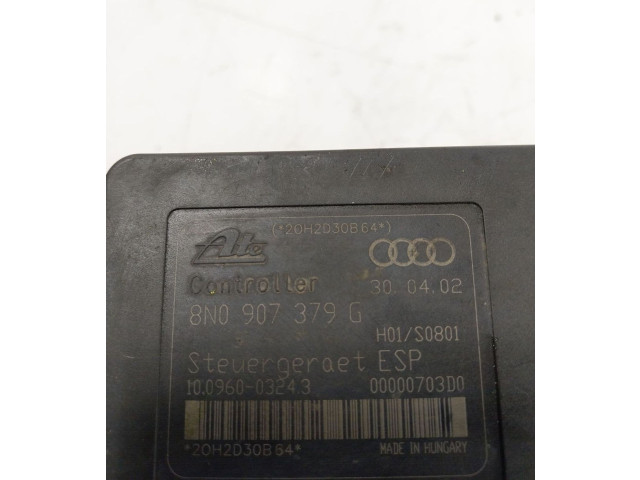 (*20H2D30B64*)
Ate
Controller 30.04.02
8N0 907 379 G
H01/S0801
Steuergeraet ESP
10.0960-0324.3 00000703D0
*20H2D30B64*
MADE IN HUNGARY